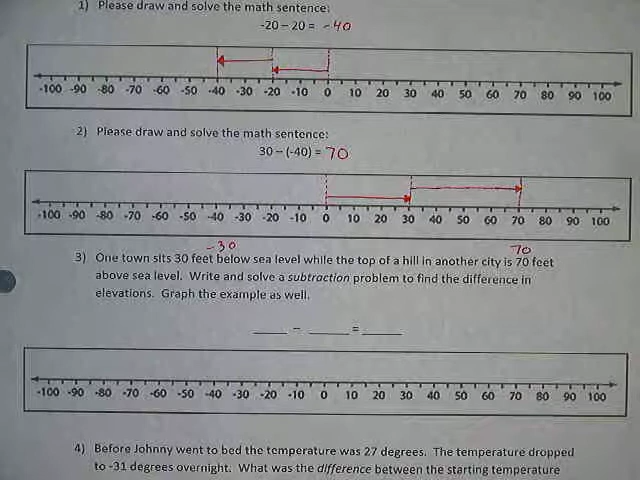 1) Please draw and solve the math sentence:
-20 – 20 = -40
-100 -90 -80 -70 -60 -50 -40 -30 -20 -10 0 10 20 30 40 50 60 70 80 90 100
2) Please draw and solve the math sentence:
30 – (-40) = 70
-100 -90 -80 -70 -60 -50 -40 -30 -20 -10 0 10 20 30 40 50 60 70 80 90 100
-30 70
3) One town sits 30 feet below sea level while the top of a hill in another city is 70 feet
above sea level. Write and solve a subtraction problem to find the difference in
elevations. Graph the example as well.
____ – ____ = ____
-100 -90 -80 -70 -60 -50 -40 -30 -20 -10 0 10 20 30 40 50 60 70 80 90 100
4) Before Johnny went to bed the temperature was 27 degrees. The temperature dropped
to -31 degrees overnight. What was the difference between the starting temperature